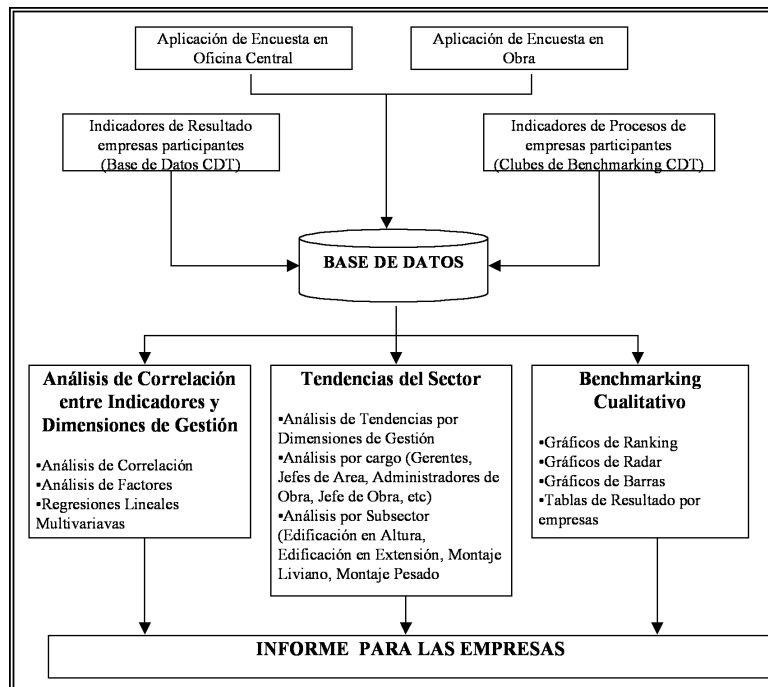 Aplicación de Encuesta en
Oficina Central
Aplicación de Encuesta en
Obra
Indicadores de Resultado
empresas participantes
(Base de Datos CDT)
Indicadores de Procesos de
empresas participantes
(Clubes de Benchmarking CDT)
BASE DE DATOS
Análisis de Correlación
entre Indicadores y
Dimensiones de Gestión
▪Análisis de Correlación
▪Análisis de Factores
▪Regresiones Lineales
Multivariavas
Tendencias del Sector
▪Análisis de Tendencias por
Dimensiones de Gestión
▪Análisis por cargo (Gerentes,
Jefes de Area, Administradores de
Obra, Jefe de Obra, etc)
▪Análisis por Subsector
(Edificación en Altura,
Edificación en Extensión, Montaje
Liviano, Montaje Pesado
Benchmarking
Cualitativo
▪Gráficos de Ranking
▪Gráficos de Radar
▪Gráficos de Barras
▪Tablas de Resultado por
empresas
INFORME PARA LAS EMPRESAS